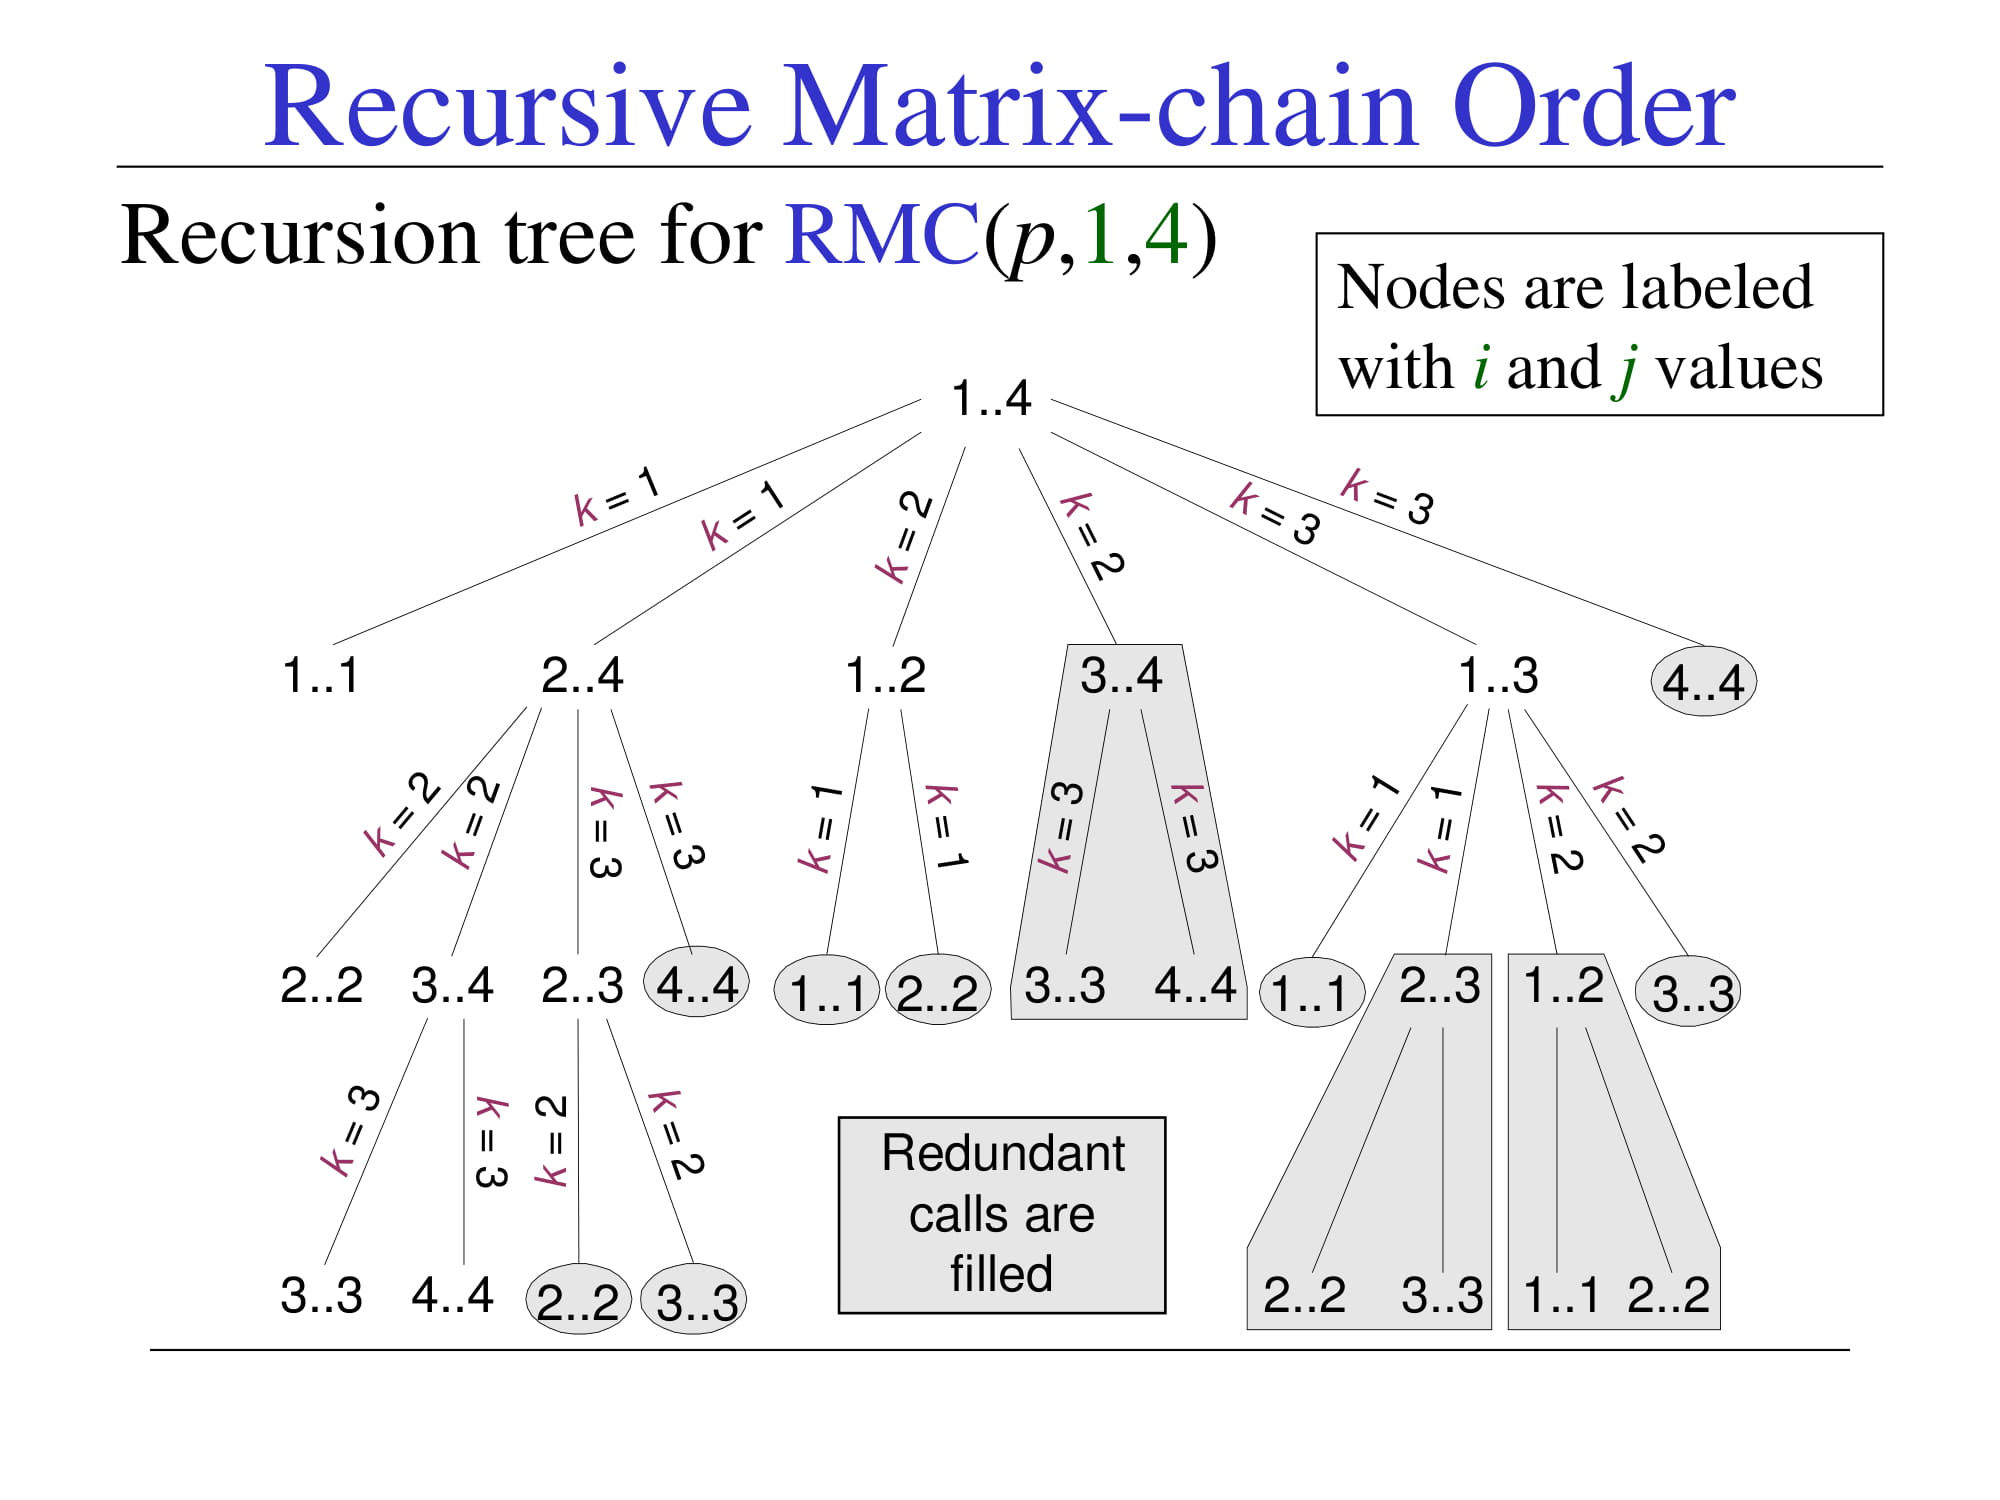 Recursive Matrix-chain Order
Recursion tree for RMC(p,1,4)
Nodes are labeled
with i and j values
1..4
k = 1
k = 1
k = 2
k = 2
k = 3
k = 3
1..1
2..4
1..2
3..4
1..3
4..4
k = 2
k = 2
k = 3
k = 3
k = 1
k = 1
k = 3
k = 3
k = 1
k = 1
k = 2
k = 2
2..2
3..4
2..3
4..4
1..1
2..2
3..3
4..4
1..1
2..3
1..2
3..3
k = 3
k = 3
k = 2
k = 2
Redundant
calls are
filled
3..3
4..4
2..2
3..3
2..2
3..3
1..1
2..2